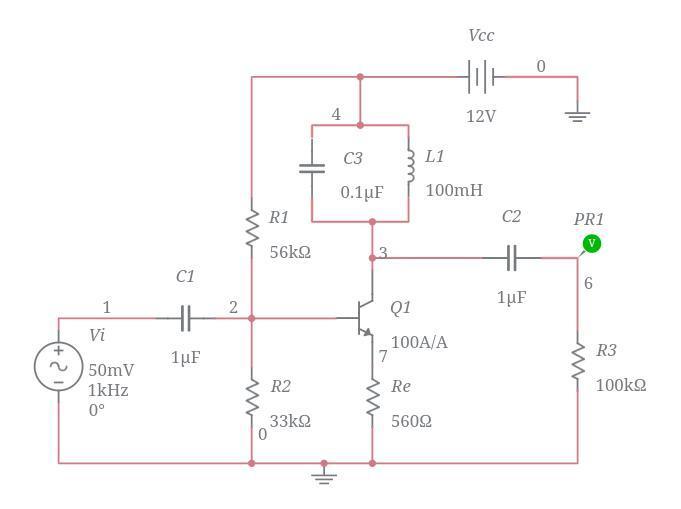 Vcc
0
12V
4
C3
0.1µF
L1
100mH
R1
56kΩ
C2
1µF
PR1
V
3
6
C1
1µF
1
2
Vi
50mV
1kHz
0°
Q1
100A/A
7
R2
33kΩ
0
Re
560Ω
R3
100kΩ